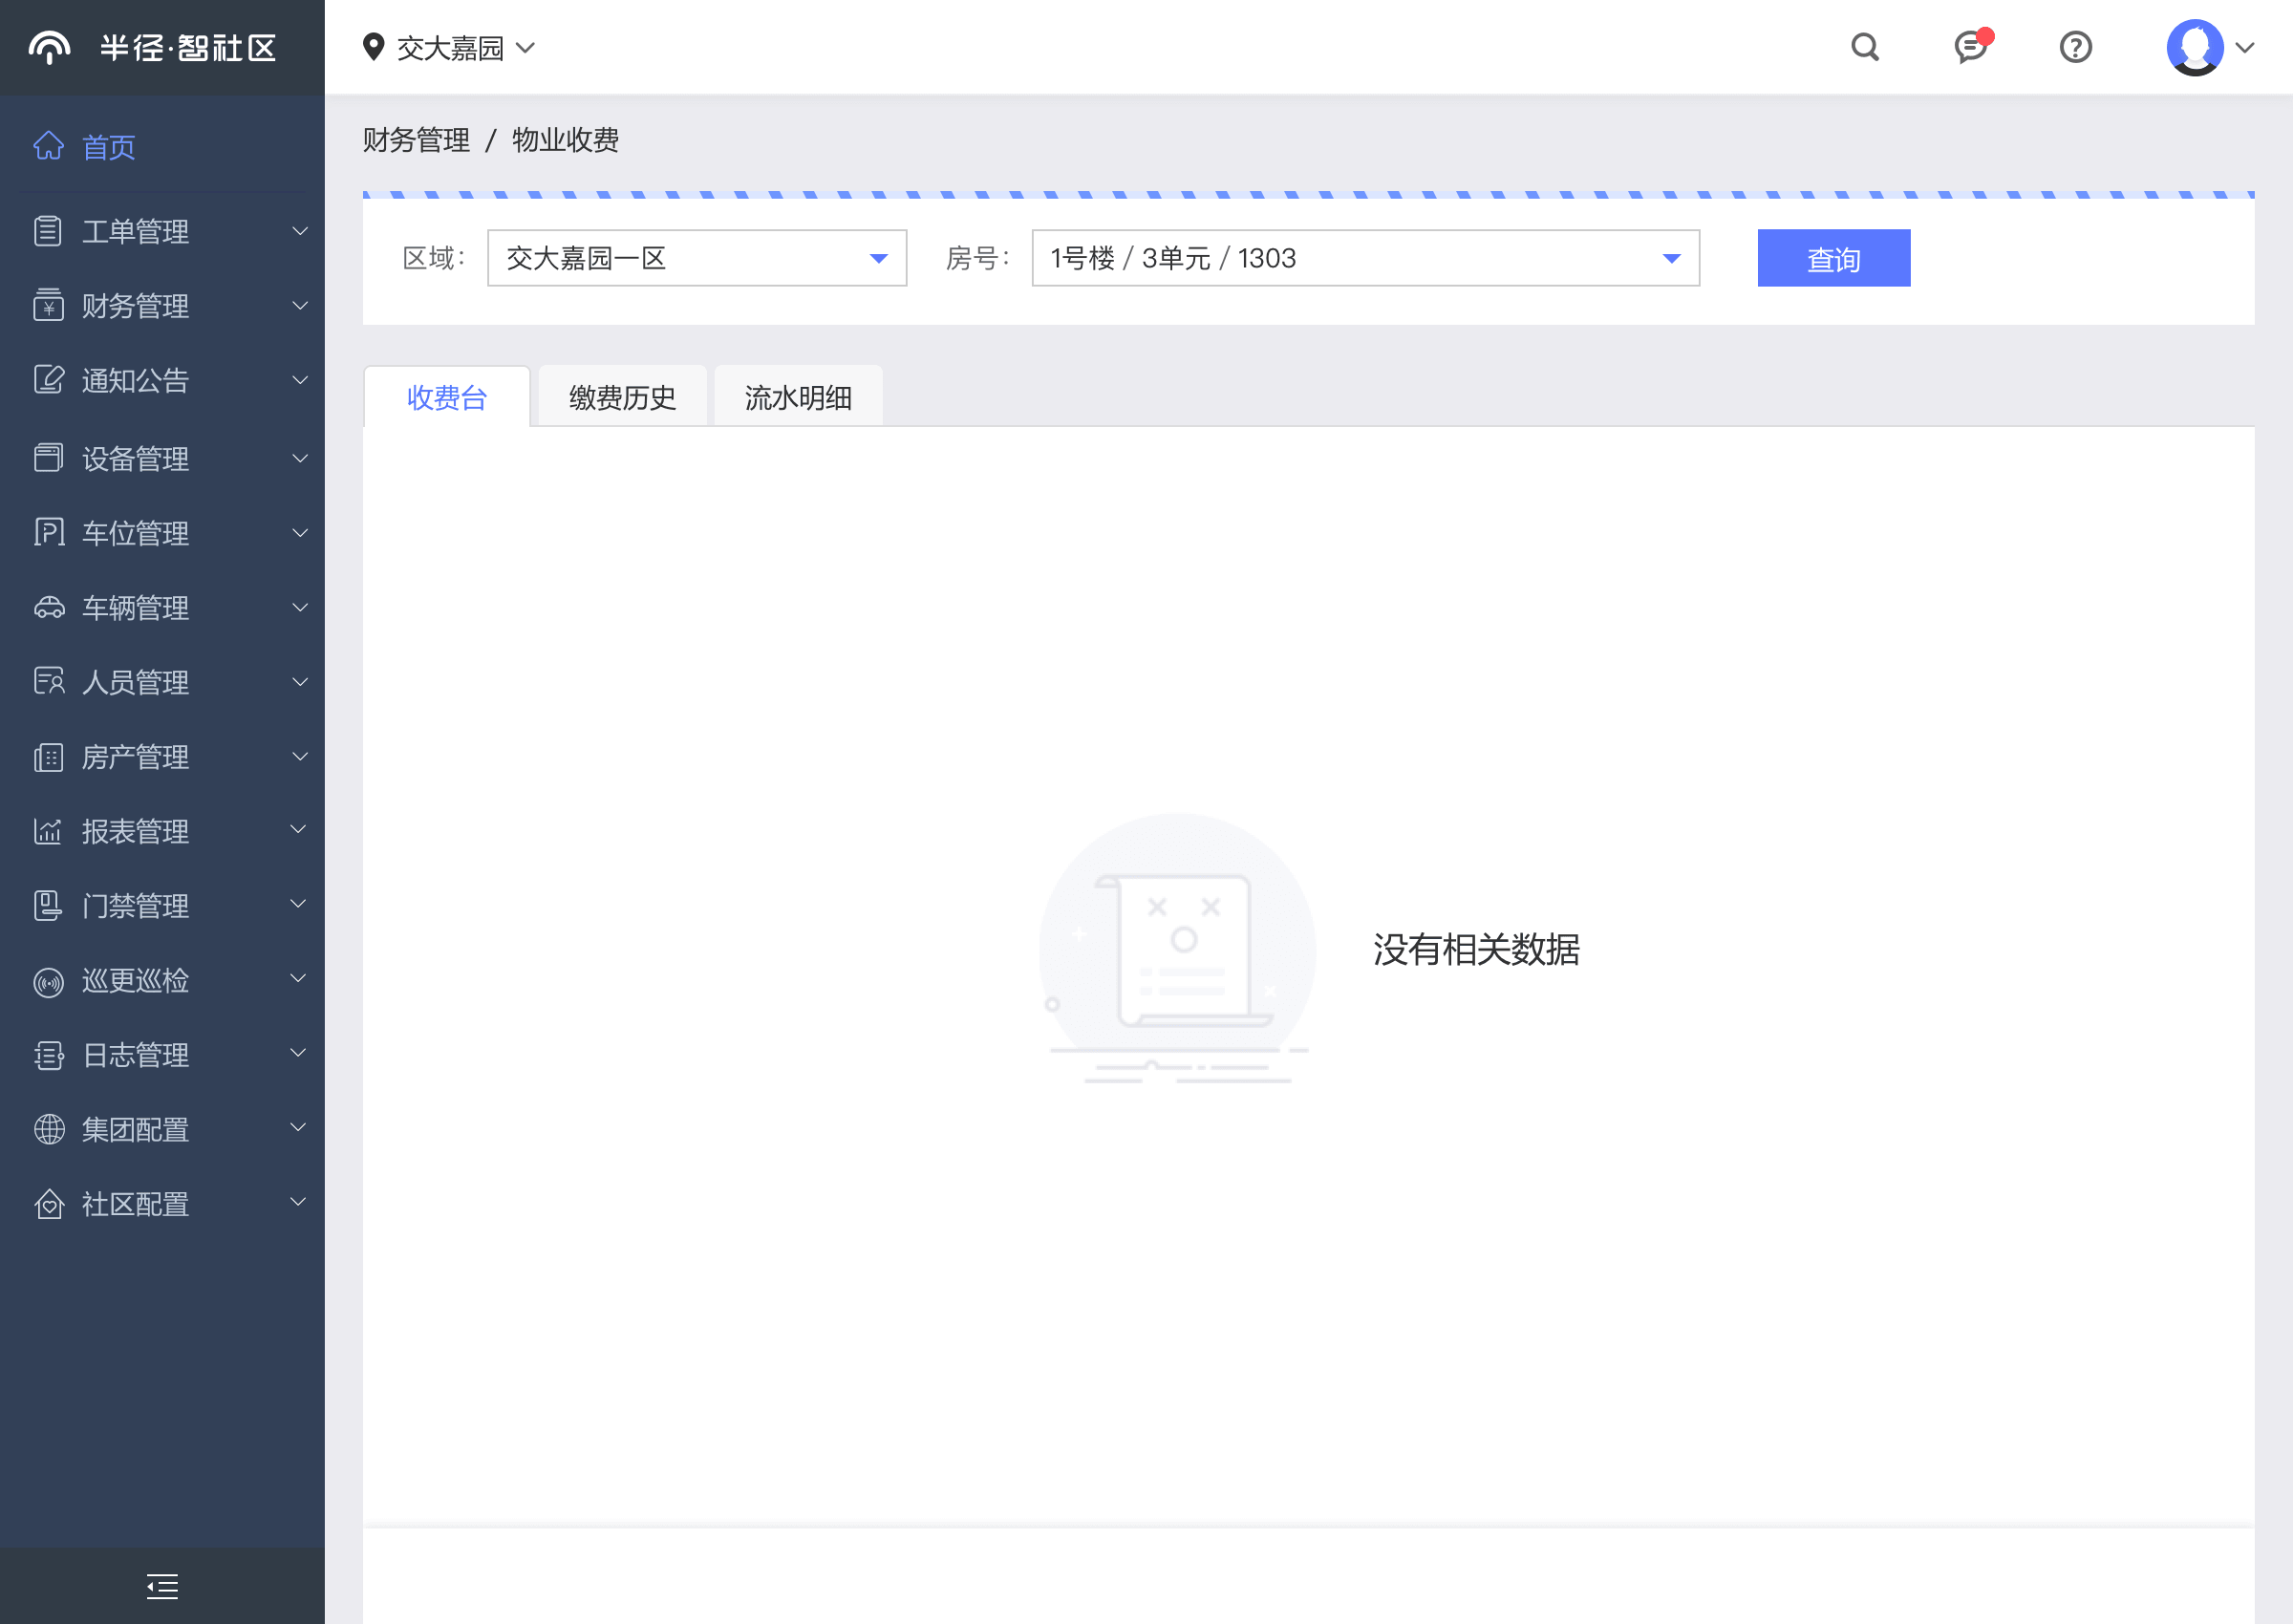 半径·智社区
交大嘉园
首页
工单管理
财务管理
通知公告
设备管理
车位管理
车辆管理
人员管理
房产管理
报表管理
门禁管理
巡更巡检
日志管理
集团配置
社区配置
财务管理 / 物业收费
区域： 交大嘉园一区 房号： 1号楼 / 3单元 / 1303 查询
收费台 缴费历史 流水明细
没有相关数据